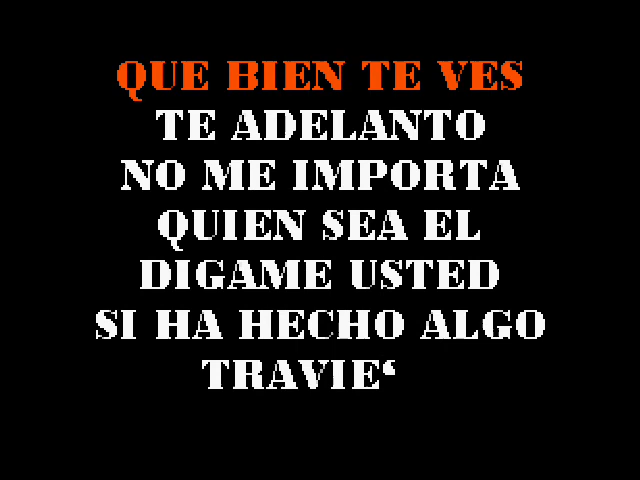 QUE BIEN TE VES
TE ADELANTO
NO ME IMPORTA
QUIEN SEA EL
DIGAME USTED
SI HA HECHO ALGO
TRAVIE‘